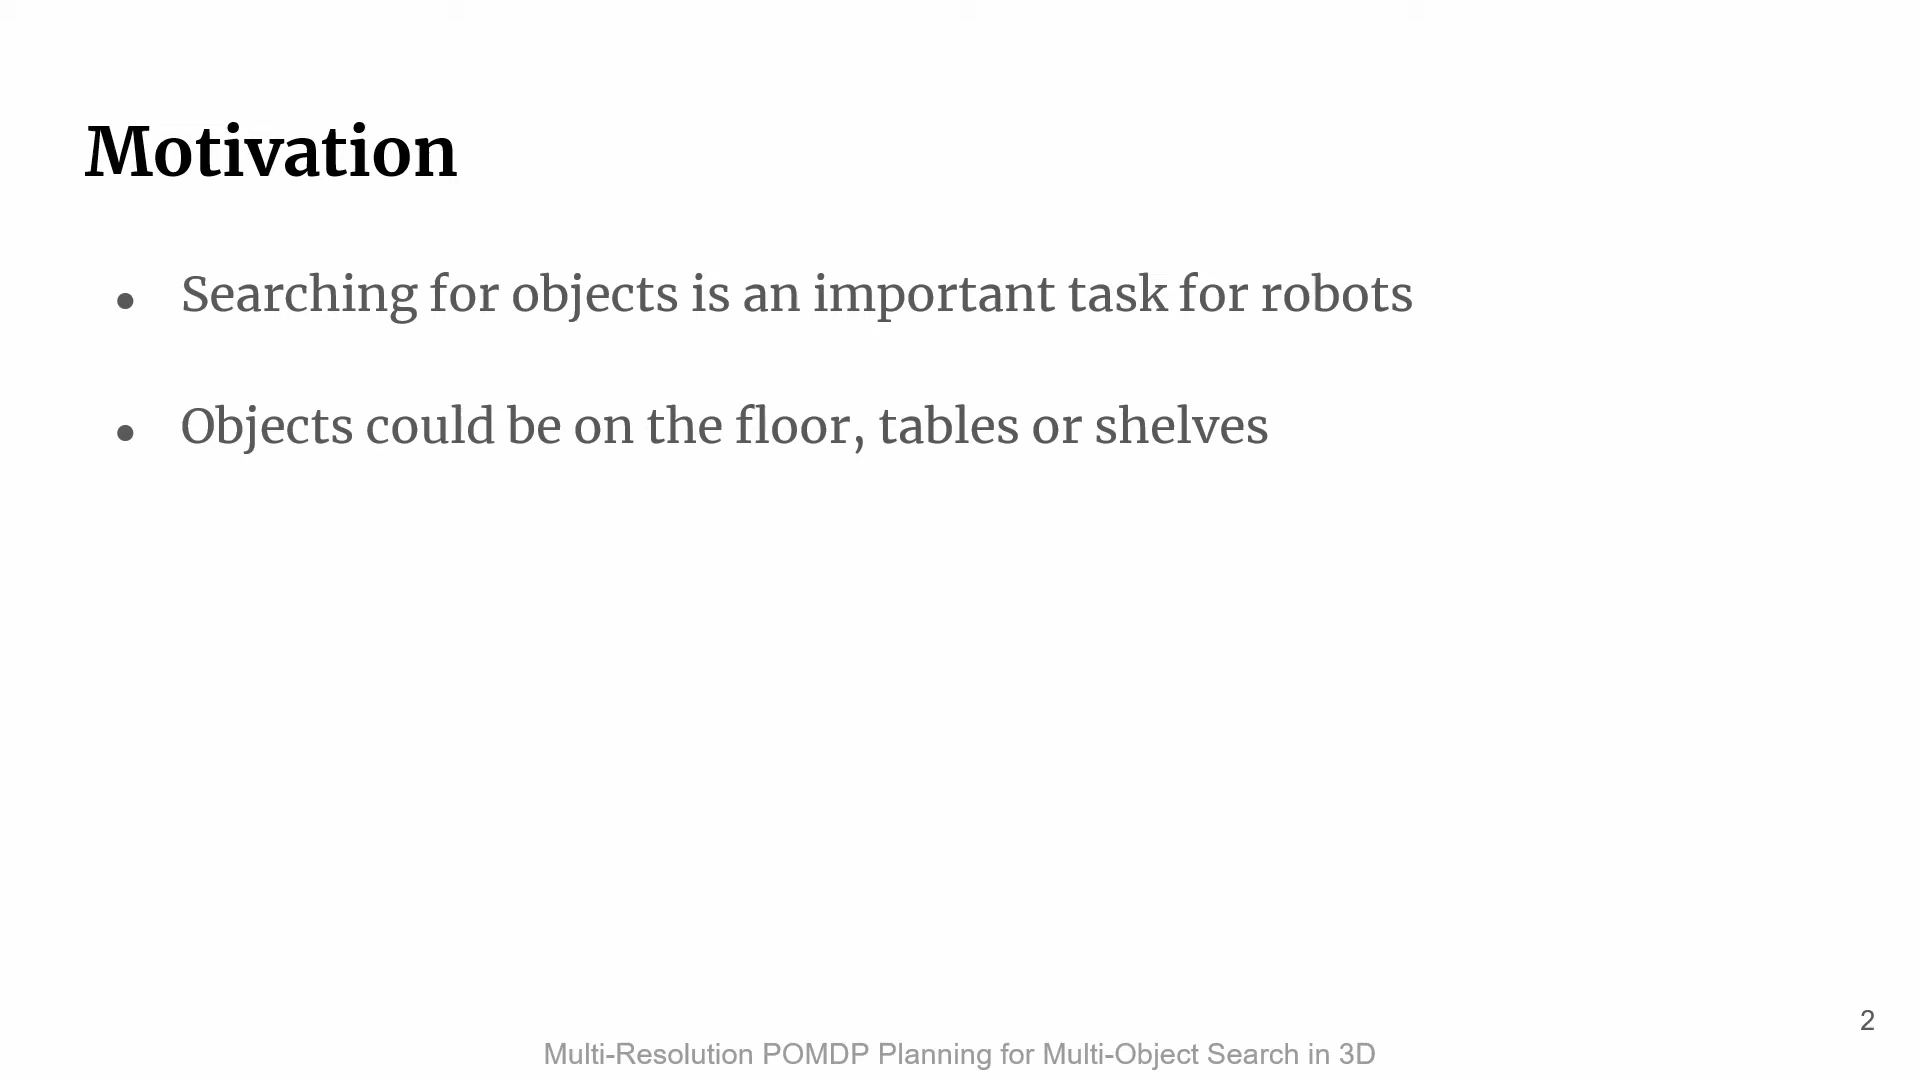 Motivation
● Searching for objects is an important task for robots
● Objects could be on the floor, tables or shelves
2
Multi-Resolution POMDP Planning for Multi-Object Search in 3D